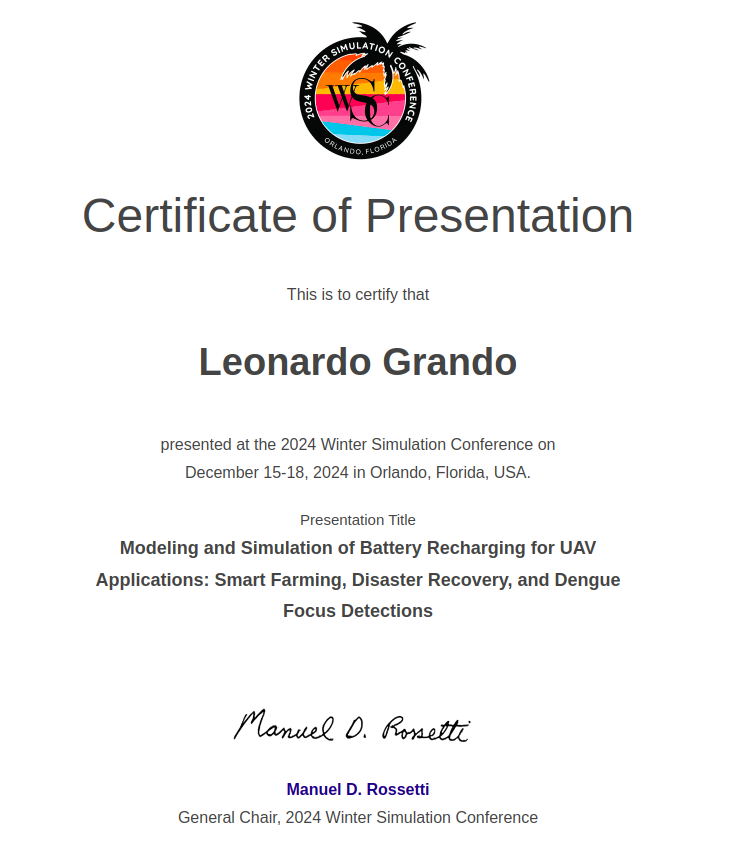 2024 WINTER SIMULATION CONFERENCE
WSC
ORLANDO, FLORIDA
Certificate of Presentation
This is to certify that
Leonardo Grando
presented at the 2024 Winter Simulation Conference on
December 15-18, 2024 in Orlando, Florida, USA.
Presentation Title
Modeling and Simulation of Battery Recharging for UAV
Applications: Smart Farming, Disaster Recovery, and Dengue
Focus Detections
Manuel D. Rossetti
Manuel D. Rossetti
General Chair, 2024 Winter Simulation Conference